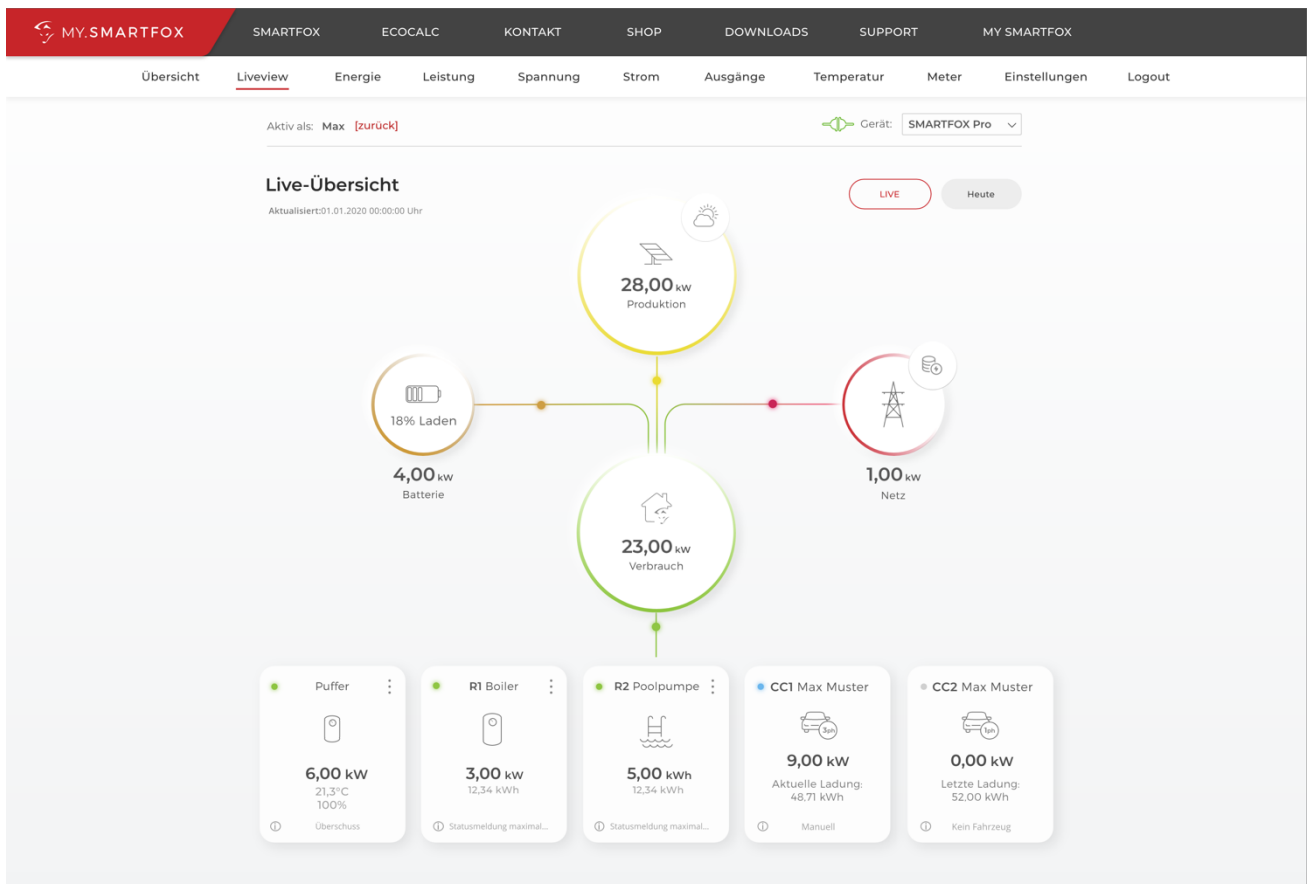 MY.SMARTFOX
SMARTFOX ECOCALC KONTAKT SHOP DOWNLOADS SUPPORT MY SMARTFOX
Übersicht Liveview Energie Leistung Spannung Strom Ausgänge Temperatur Meter Einstellungen Logout
Aktiv als: Max [zurück]
Gerät: SMARTFOX Pro
Live-Übersicht
LIVE Heute
Aktualisiert:01.01.2020 00:00:00 Uhr
28,00 kW
Produktion
18% Laden
4,00 kW
Batterie
1,00 kW
Netz
23,00 kW
Verbrauch
Puffer
6,00 kW
21,3°C
100%
Überschuss
R1 Boiler
3,00 kW
12,34 kWh
Statusmeldung maximal...
R2 Poolpumpe
5,00 kWh
12,34 kWh
Statusmeldung maximal...
CC1 Max Muster
3ph
9,00 kW
Aktuelle Ladung:
48,71 kWh
Manuell
CC2 Max Muster
1ph
0,00 kW
Letzte Ladung:
52,00 kWh
Kein Fahrzeug